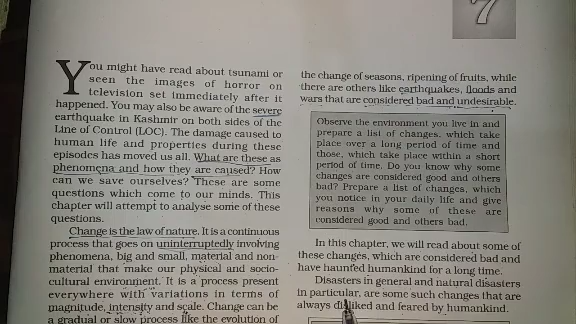 7
You might have read about tsunami or
seen the images of horror on
television set immediately after it
happened. You may also be aware of the severe
earthquake in Kashmir on both sides of the
Line of Control (LOC). The damage caused to
human life and properties during these
episodes has moved us all. What are these as
phenomena and how they are caused? How
can we save ourselves? These are some
questions which come to our minds. This
chapter will attempt to analyse some of these
questions.
Change is the law of nature. It is a continuous
process that goes on uninterruptedly involving
phenomena, big and small, material and non-
material that make our physical and socio-
cultural environment. It is a process present
everywhere with variations in terms of
magnitude, intensity and scale. Change can be
a gradual or slow process like the evolution of
the change of seasons, ripening of fruits, while
there are others like earthquakes, floods and
wars that are considered bad and undesirable.
Observe the environment you live in and
prepare a list of changes, which take
place over a long period of time and
those, which take place within a short
period of time. Do you know why some
changes are considered good and others
bad? Prepare a list of changes, which
you notice in your daily life and give
reasons why some of these are
considered good and others bad.
In this chapter, we will read about some of
these changes, which are considered bad and
have haunted humankind for a long time.
Disasters in general and natural disasters
in particular, are some such changes that are
always disliked and feared by humankind.